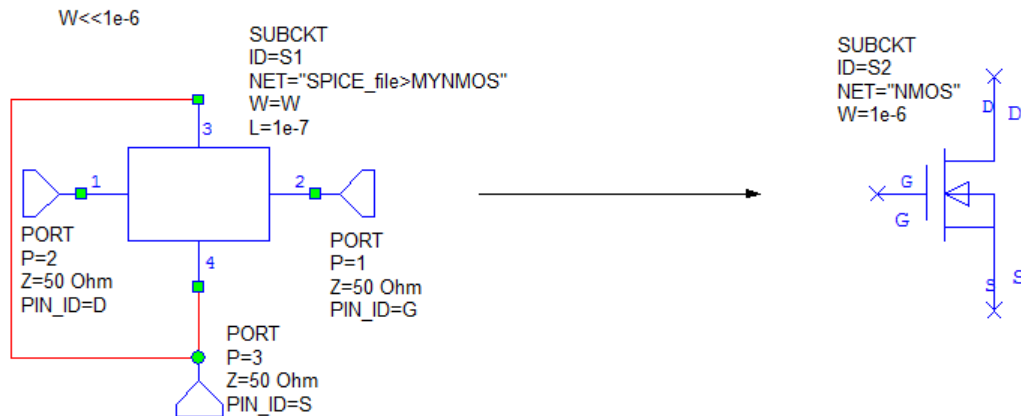 W<<1e-6
SUBCKT
ID=S1
NET="SPICE_file>MYNMOS"
W=W
L=1e-7
3
1
2
4
PORT
P=2
Z=50 Ohm
PIN_ID=D
PORT
P=1
Z=50 Ohm
PIN_ID=G
PORT
P=3
Z=50 Ohm
PIN_ID=S
SUBCKT
ID=S2
NET="NMOS"
W=1e-6
D
D
G
G
S
S